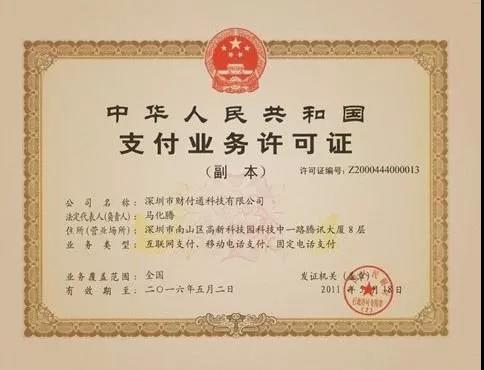 中华人民共和国
支付业务许可证
（副 本）
许可证编号: Z2000444000013
公 司 名 称: 深圳市财付通科技有限公司
法定代表人(负责人) 马化腾
住所(营业场所): 深圳市南山区高新科技园科技中一路腾讯大厦8层
业 务 类 型: 互联网支付、移动电话支付、固定电话支付
业务覆盖范围: 全国
发证机关 (盖章)
有效期至: 二〇一六年五月二日
2011 年 月 18日